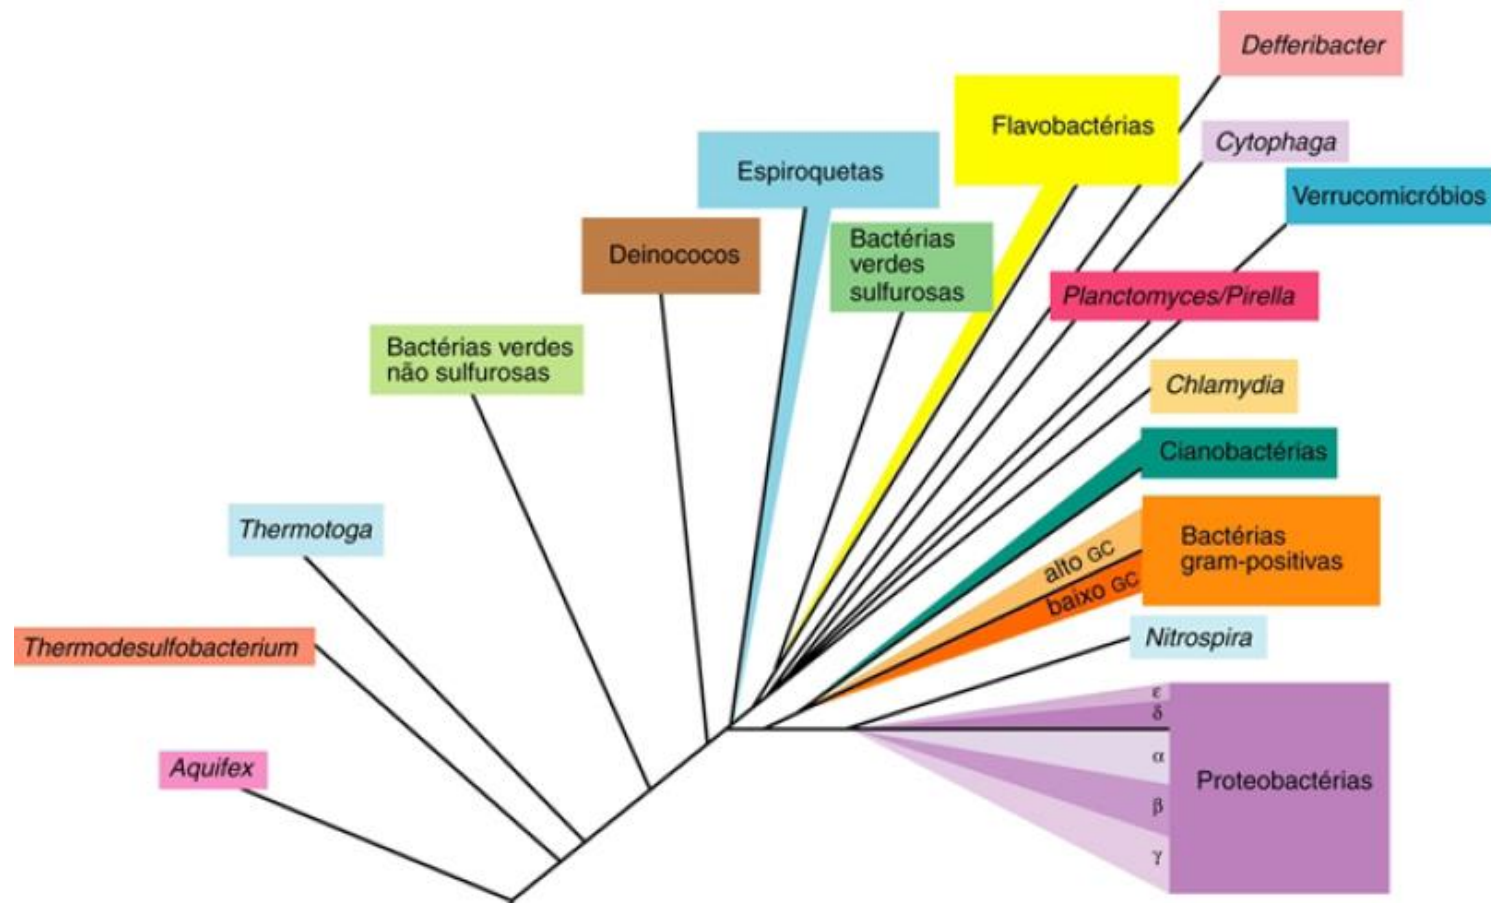 Defferibacter
Flavobactérias
Cytophaga
Espiroquetas
Verrucomicróbios
Deinococos
Bactérias
verdes
sulfurosas
Planctomyces/Pirella
Bactérias verdes
não sulfurosas
Chlamydia
Cianobactérias
Thermotoga
alto GC
baixo GC
Bactérias
gram-positivas
Nitrospira
Thermodesulfobacterium
ε
δ
α
β
γ
Proteobactérias
Aquifex